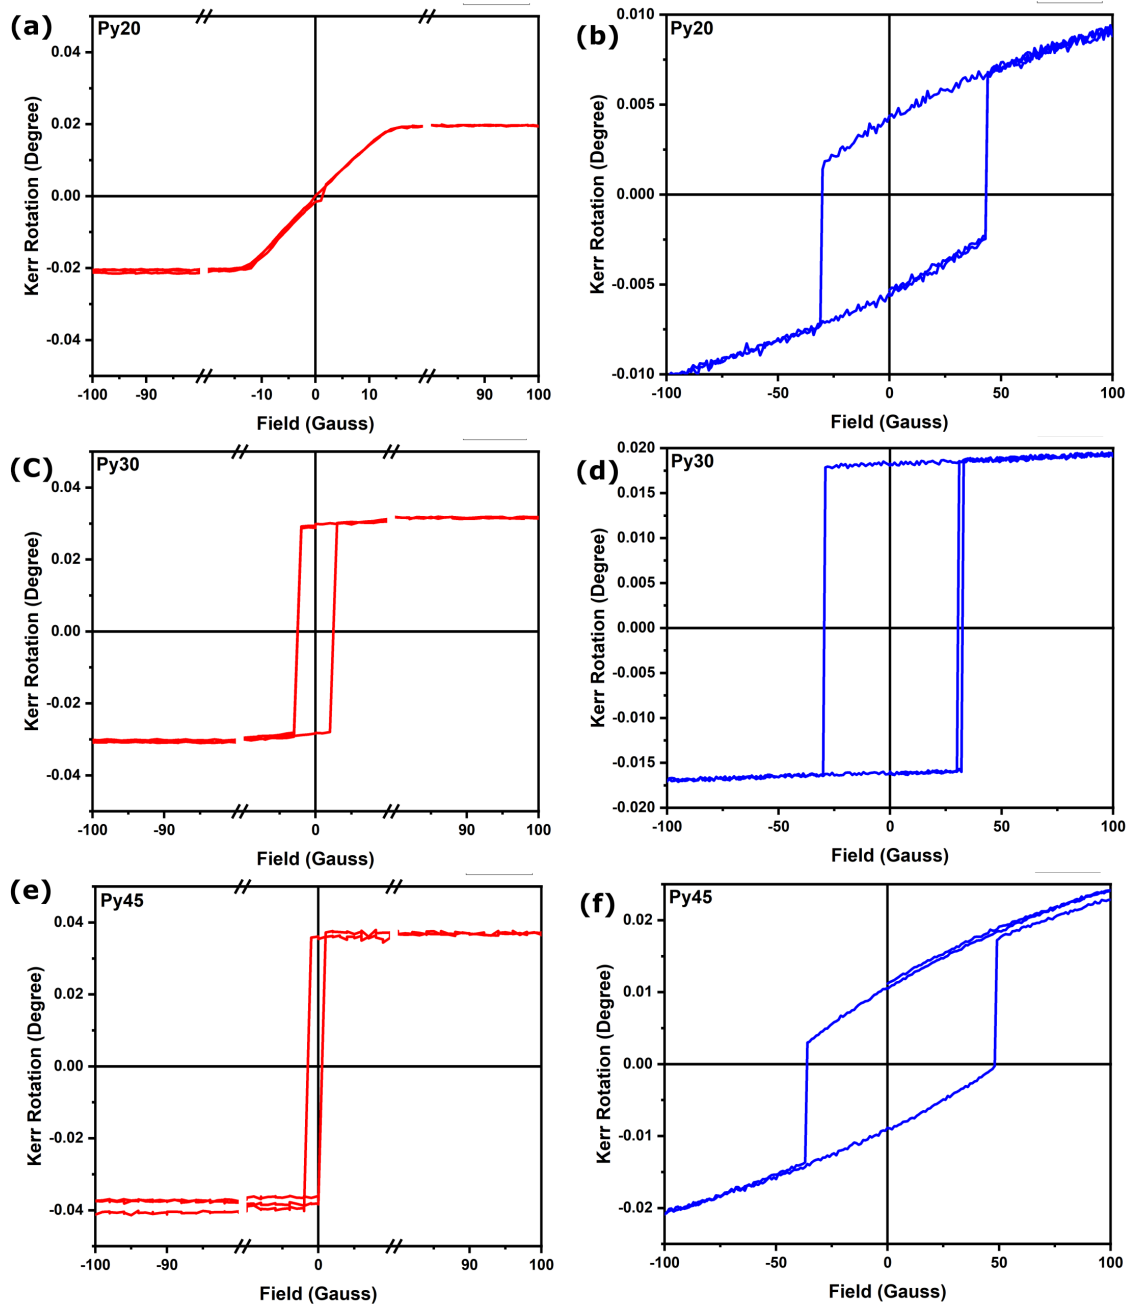 (a)
Py20
0.04
0.02
0.00
-0.02
-0.04
-100
-90
-10
0
10
90
100
Kerr Rotation (Degree)
Field (Gauss)
(b)
Py20
0.010
0.005
0.000
-0.005
-0.010
-100
-50
0
50
100
Kerr Rotation (Degree)
Field (Gauss)
(C)
Py30
0.04
0.02
0.00
-0.02
-0.04
-100
-90
0
90
100
Kerr Rotation (Degree)
Field (Gauss)
(d)
Py30
0.020
0.015
0.010
0.005
0.000
-0.005
-0.010
-0.015
-0.020
-100
-50
0
50
100
Kerr Rotation (Degree)
Field (Gauss)
(e)
Py45
0.04
0.02
0.00
-0.02
-0.04
-100
-90
0
90
100
Kerr Rotation (Degree)
Field (Gauss)
(f)
Py45
0.02
0.01
0.00
-0.01
-0.02
-100
-50
0
50
100
Kerr Rotation (Degree)
Field (Gauss)